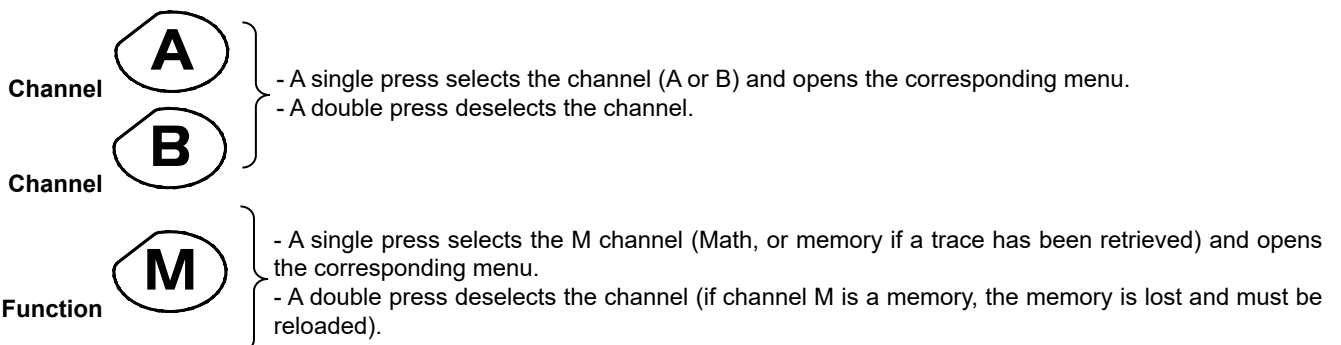 A
Channel
- A single press selects the channel (A or B) and opens the corresponding menu.
- A double press deselects the channel.
B
Channel
M
Function
- A single press selects the M channel (Math, or memory if a trace has been retrieved) and opens
the corresponding menu.
- A double press deselects the channel (if channel M is a memory, the memory is lost and must be
reloaded).